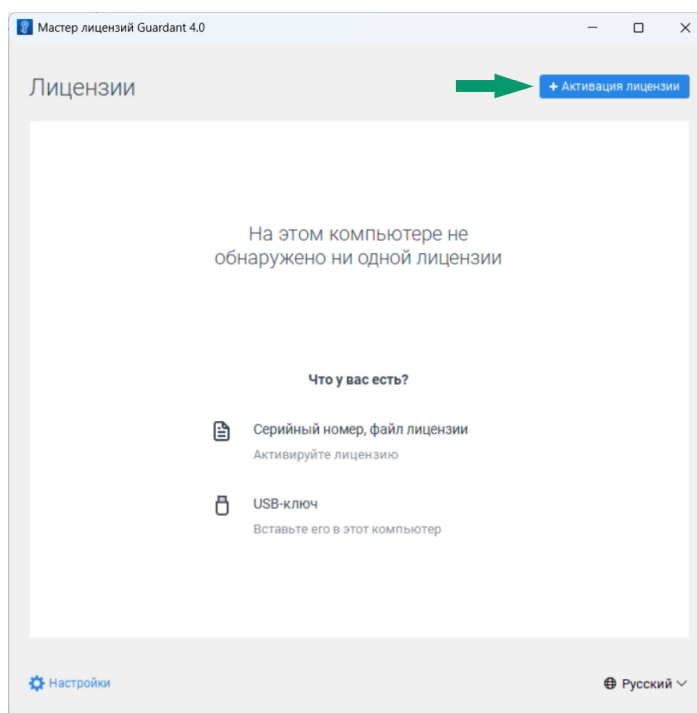 Мастер лицензий Guardant 4.0
Лицензии
+ Активация лицензии
На этом компьютере не
обнаружено ни одной лицензии
Что у вас есть?
Серийный номер, файл лицензии
Активируйте лицензию
USB-ключ
Вставьте его в этот компьютер
Настройки
Русский